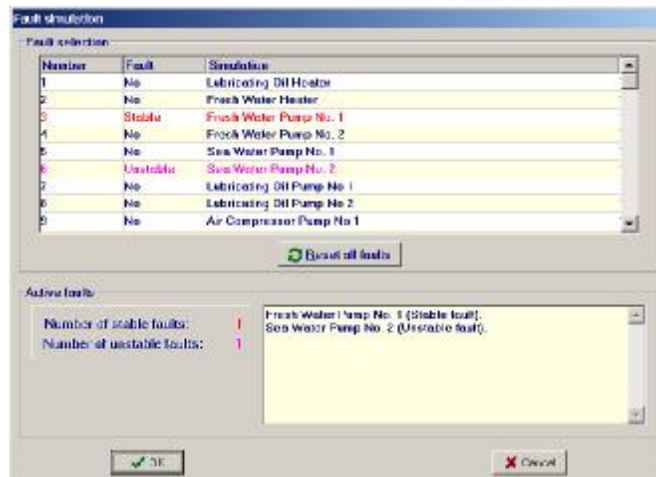 Fault simulation
Fault selection
Number Fault Simulation
1 No Lubricating Oil Heater
2 No Fresh Water Heater
3 Stable Fresh Water Pump No. 1
4 No Fresh Water Pump No. 2
5 No Sea Water Pump No. 1
6 Unstable Sea Water Pump No. 2
7 No Lubricating Oil Pump No 1
8 No Lubricating Oil Pump No 2
9 No Air Compressor Pump No 1
Reset all faults
Active faults
Number of stable faults: 1
Number of unstable faults: 1
Fresh Water Pump No. 1 (Stable fault).
Sea Water Pump No. 2 (Unstable fault).
OK
Cancel